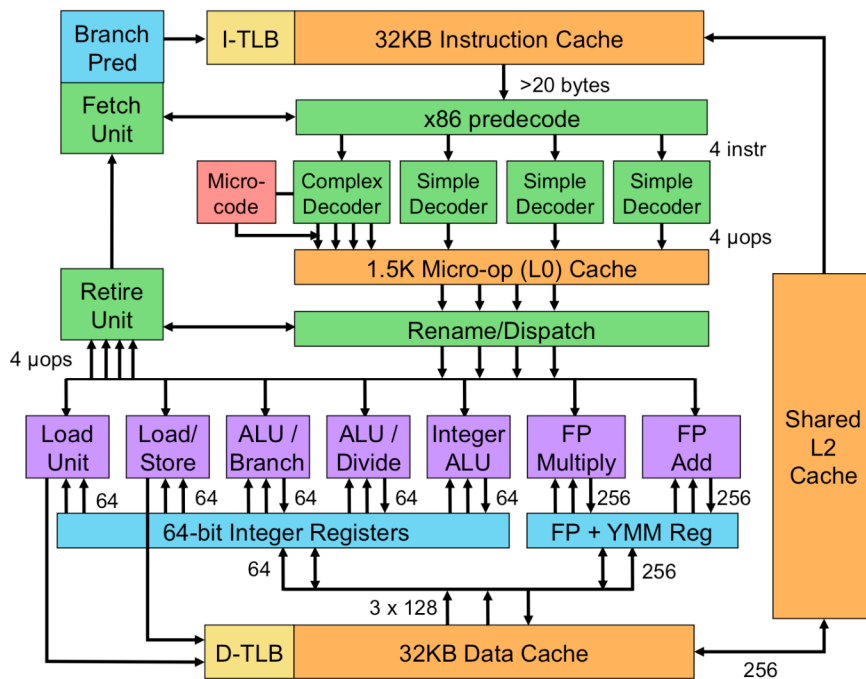 Branch
Pred
I-TLB
32KB Instruction Cache
>20 bytes
Fetch
Unit
x86 predecode
4 instr
Micro-
code
Complex
Decoder
Simple
Decoder
Simple
Decoder
Simple
Decoder
4 µops
1.5K Micro-op (L0) Cache
Retire
Unit
Rename/Dispatch
4 µops
Load
Unit
Load/
Store
ALU /
Branch
ALU /
Divide
Integer
ALU
FP
Multiply
FP
Add
Shared
L2
Cache
64
64
64
64
64
256
256
64-bit Integer Registers
FP + YMM Reg
64
256
3 x 128
D-TLB
32KB Data Cache
256